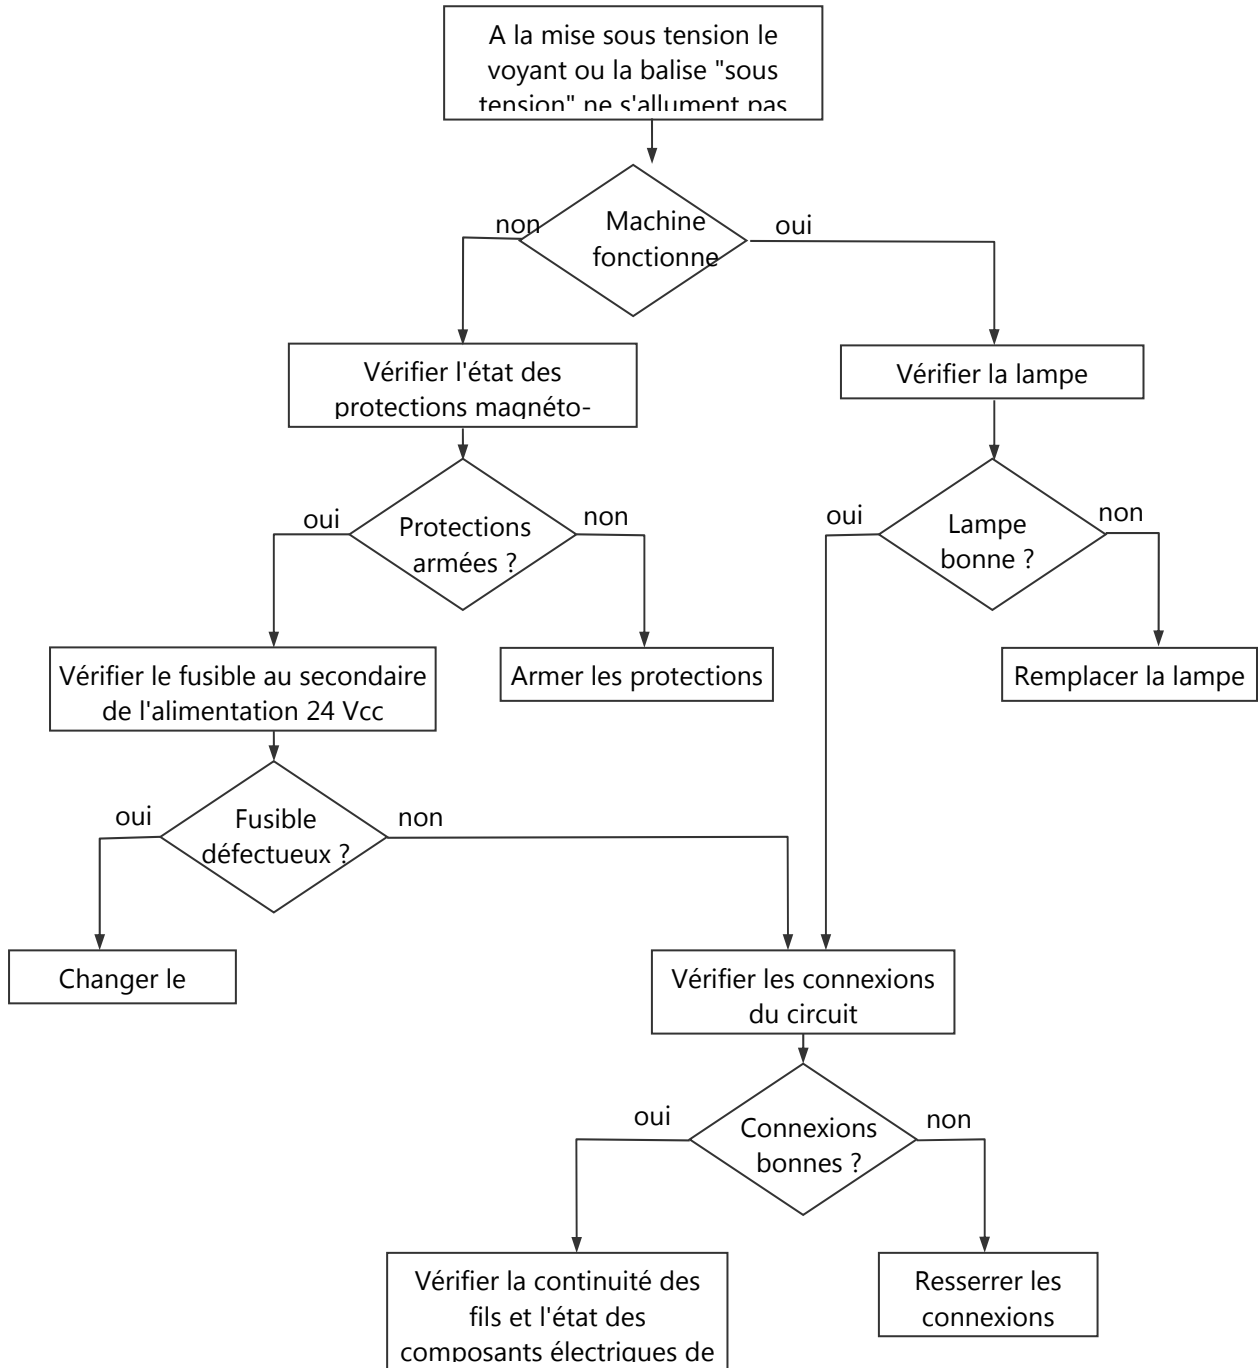 A la mise sous tension le
voyant ou la balise "sous
tension" ne s'allument pas
Machine
fonctionne
non
oui
Vérifier l'état des
protections magnéto-
Vérifier la lampe
Protections
armées ?
oui
non
Lampe
bonne ?
oui
non
Vérifier le fusible au secondaire
de l'alimentation 24 Vcc
Armer les protections
Remplacer la lampe
Fusible
défectueux ?
oui
non
Changer le
Vérifier les connexions
du circuit
Connexions
bonnes ?
oui
non
Vérifier la continuité des
fils et l'état des
composants électriques de
Resserrer les
connexions